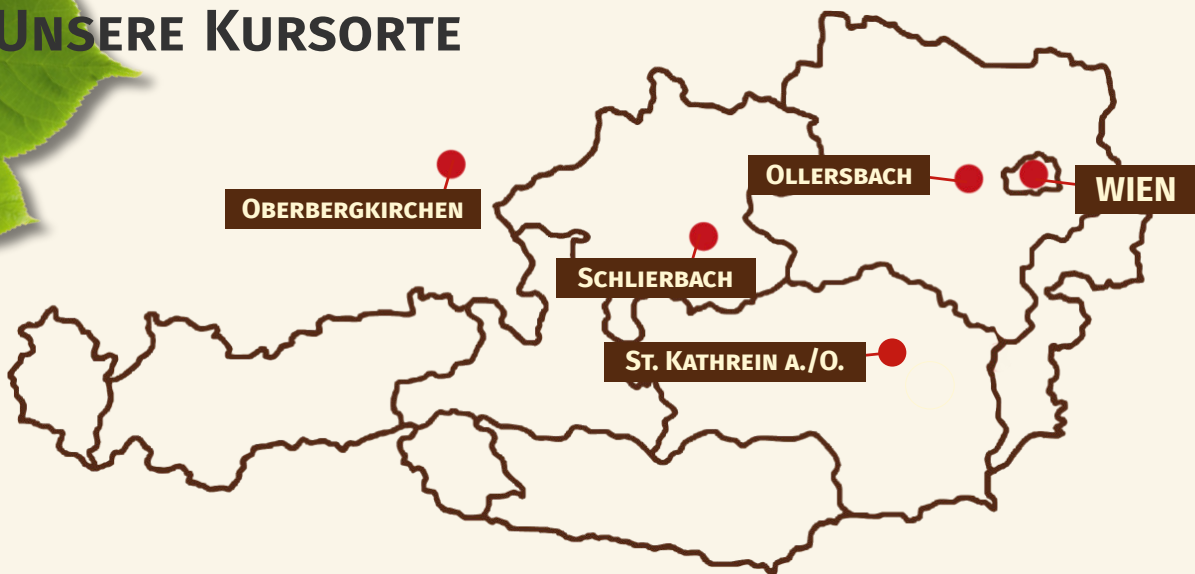 Unsere Kursorte
Ollersbach
WIEN
Oberbergkirchen
Schlierbach
St. Kathrein a./O.